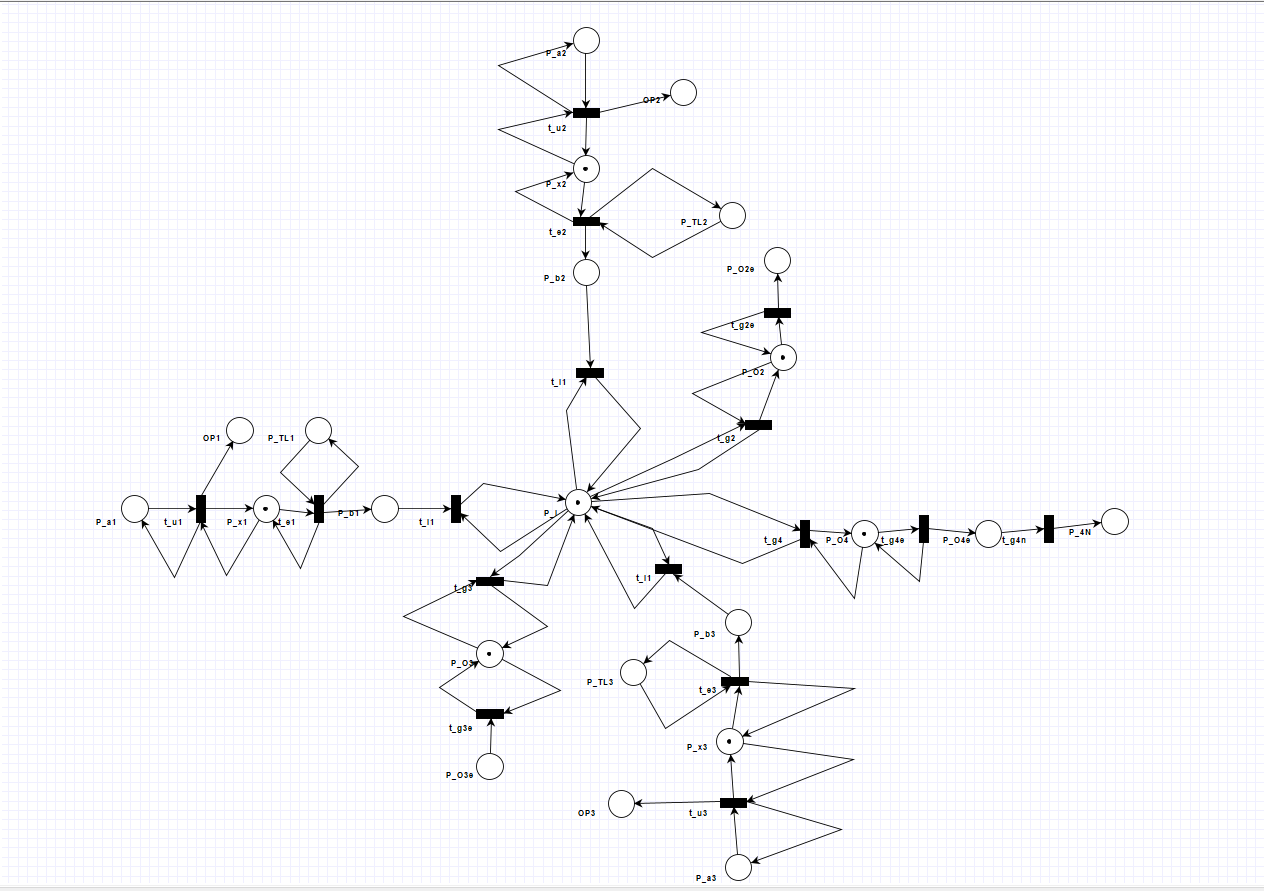 P_a2
OP2
t_u2
P_x2
P_TL2
t_e2
P_O2e
P_b2
t_g2e
P_O2
t_i1
OP1
P_TL1
t_g2
P_a1
t_u1
P_x1
t_e1
P_b1
t_i1
P_i
t_g4
P_O4
t_g4e
P_O4e
t_g4n
P_4N
t_g3
t_i1
P_b3
P_O3
P_TL3
t_e3
t_g3e
P_x3
P_O3e
OP3
t_u3
P_a3